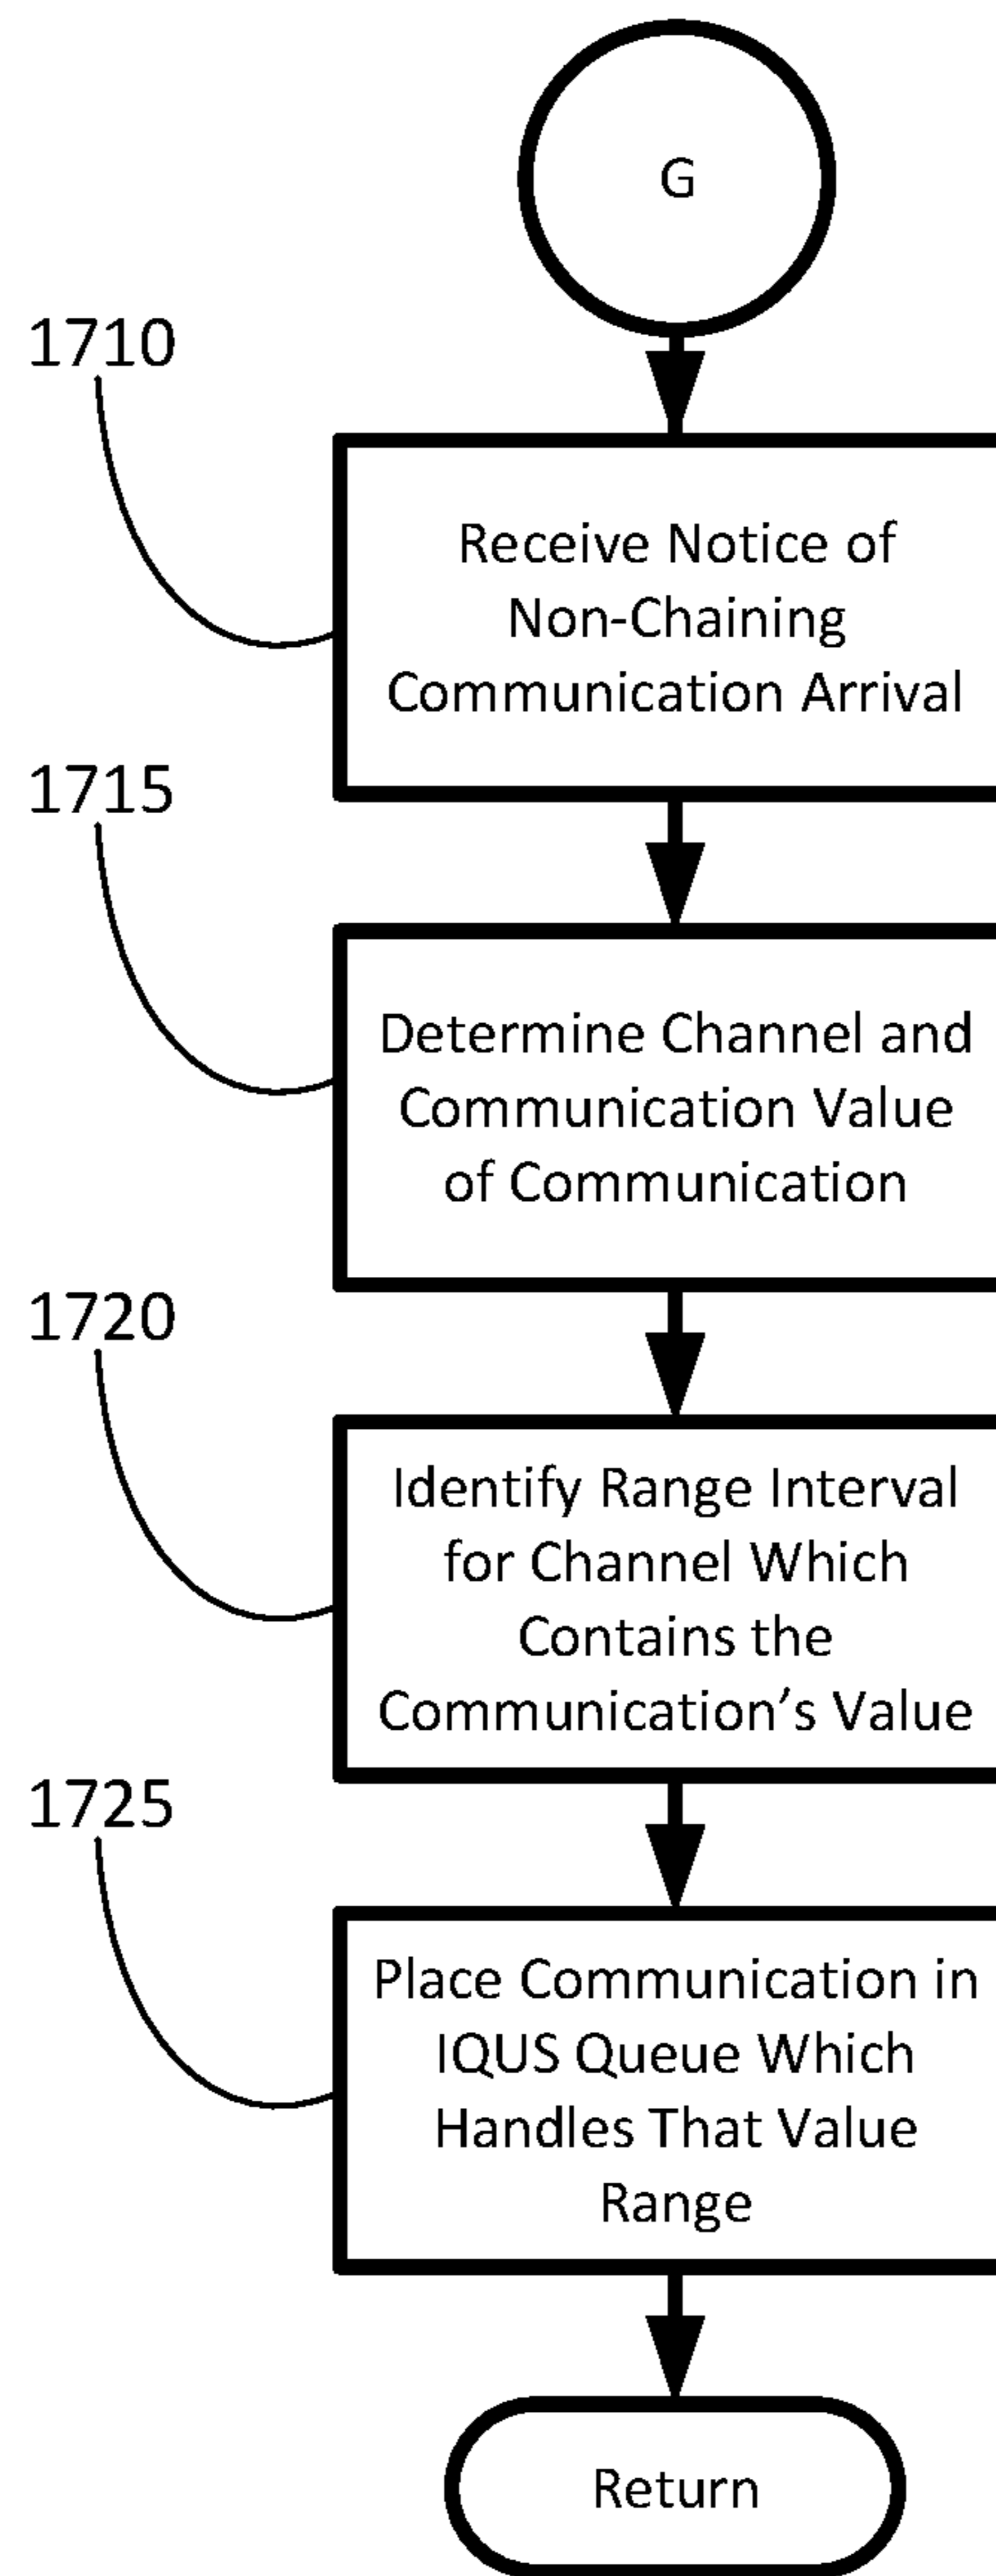 G
1710
Receive Notice of
Non-Chaining
Communication Arrival
1715
Determine Channel and
Communication Value
of Communication
1720
Identify Range Interval
for Channel Which
Contains the
Communication's Value
1725
Place Communication in
IQUS Queue Which
Handles That Value
Range
Return